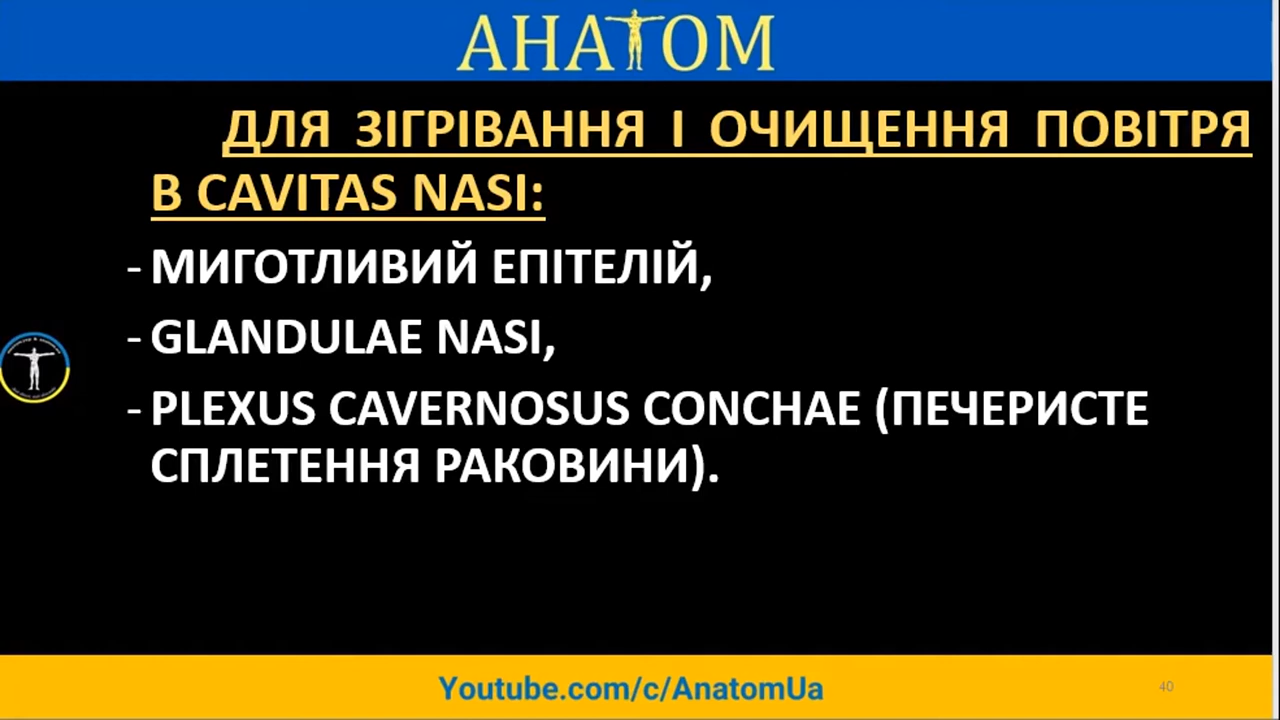 АНАТОМ
ДЛЯ ЗІГРІВАННЯ І ОЧИЩЕННЯ ПОВІТРЯ
В CAVITAS NASI:
- МИГОТЛИВИЙ ЕПІТЕЛІЙ,
- GLANDULAE NASI,
- PLEXUS CAVERNOSUS CONCHAE (ПЕЧЕРИСТЕ
СПЛЕТЕННЯ РАКОВИНИ).
Youtube.com/c/AnatomUa
40